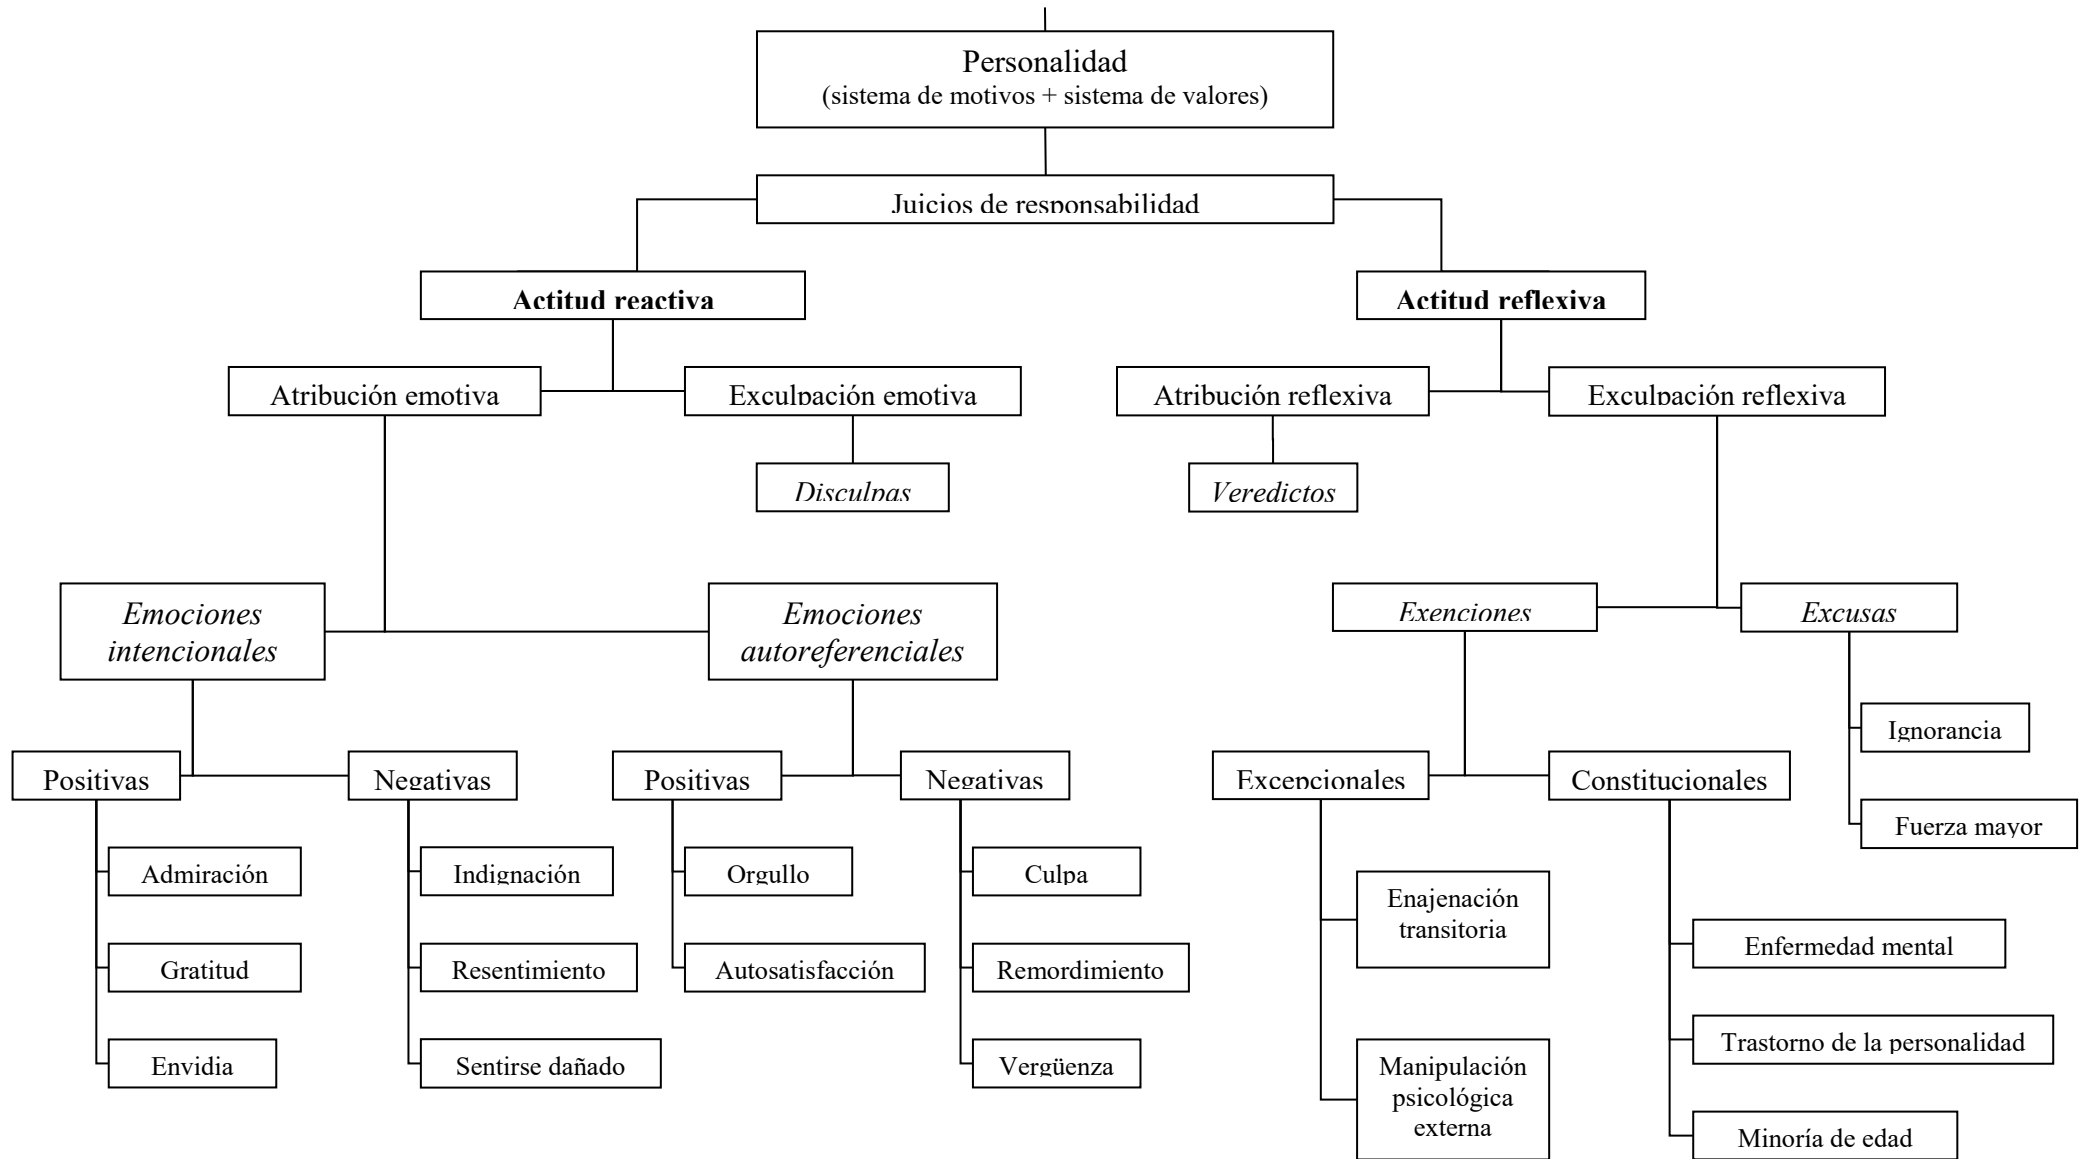 Personalidad
(sistema de motivos + sistema de valores)
Juicios de responsabilidad
Actitud reactiva
Actitud reflexiva
Atribución emotiva
Exculpación emotiva
Atribución reflexiva
Exculpación reflexiva
Disculpas
Veredictos
Emociones
intencionales
Emociones
autoreferenciales
Exenciones
Excusas
Ignorancia
Fuerza mayor
Positivas
Negativas
Positivas
Negativas
Excepcionales
Constitucionales
Admiración
Gratitud
Envidia
Indignación
Resentimiento
Sentirse dañado
Orgullo
Autosatisfacción
Culpa
Remordimiento
Vergüenza
Enajenación
transitoria
Manipulación
psicológica
externa
Enfermedad mental
Trastorno de la personalidad
Minoría de edad